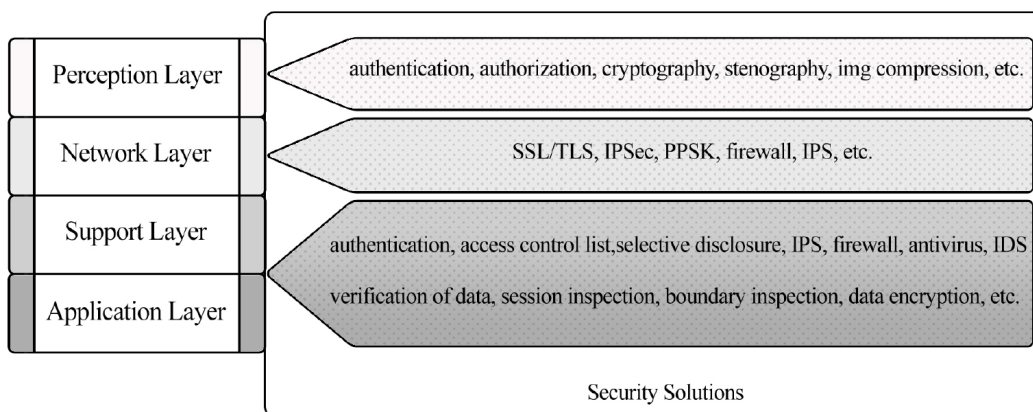 Perception Layer
authentication, authorization, cryptography, stenography, img compression, etc.
Network Layer
SSL/TLS, IPSec, PPSK, firewall, IPS, etc.
Support Layer
Application Layer
authentication, access control list,selective disclosure, IPS, firewall, antivirus, IDS
verification of data, session inspection, boundary inspection, data encryption, etc.
Security Solutions